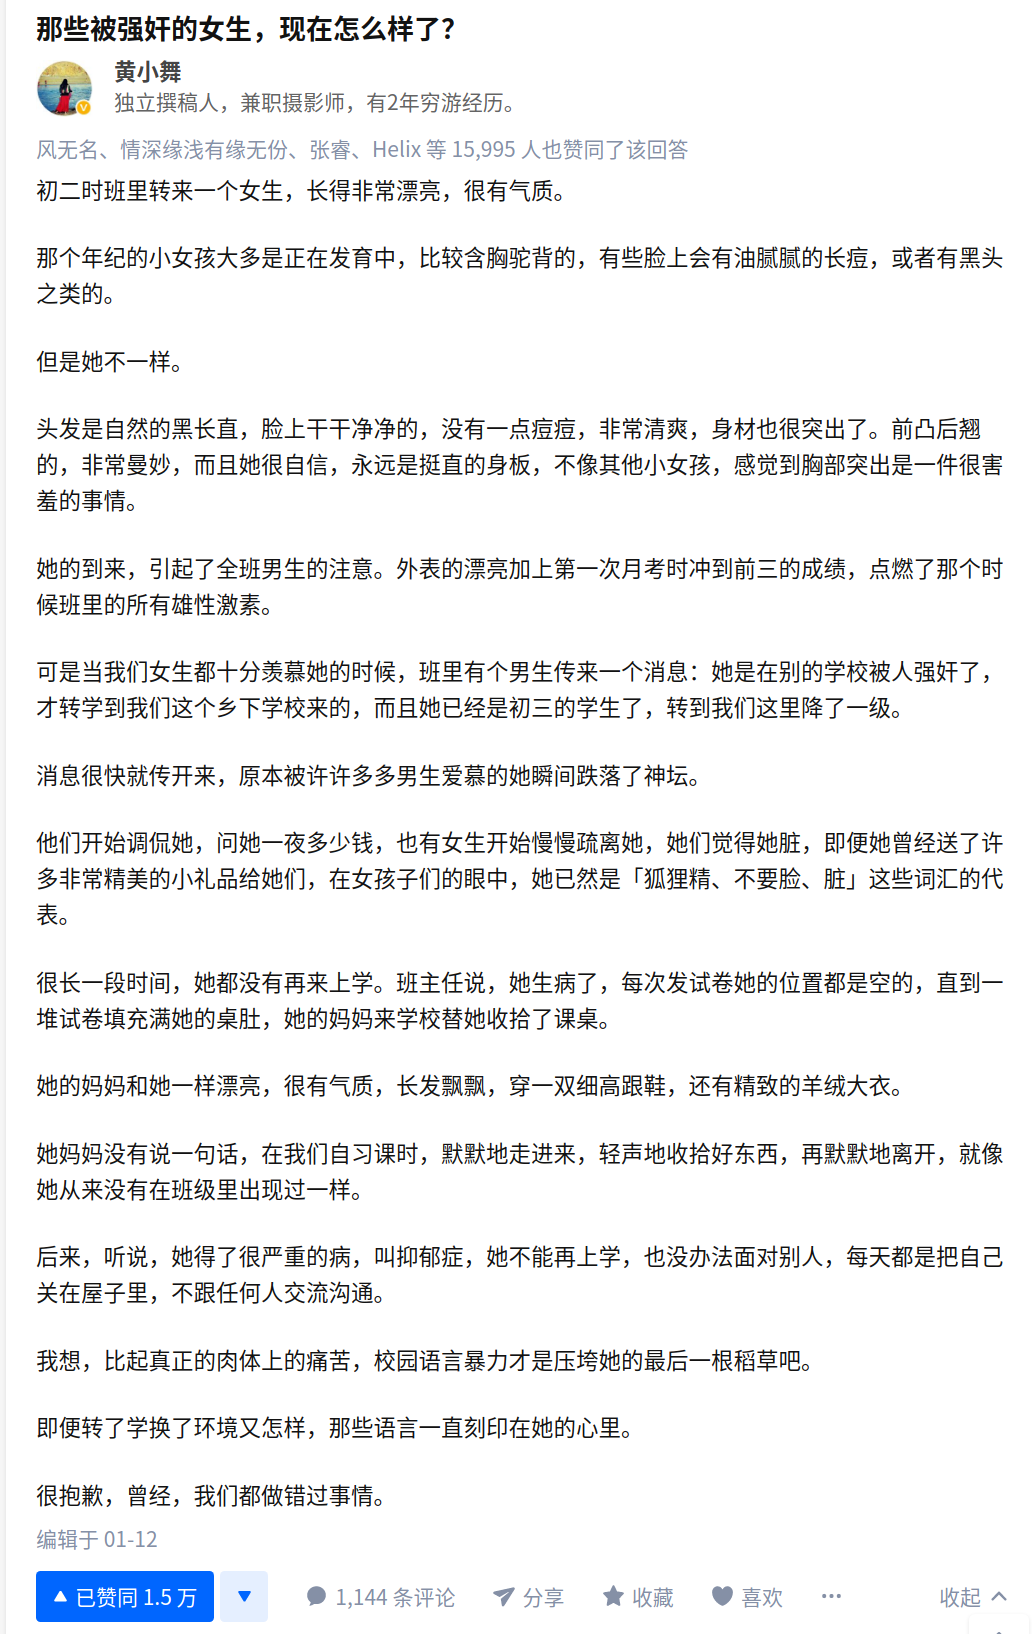 那些被强奸的女生，现在怎么样了？
黄小舞
独立撰稿人，兼职摄影师，有2年穷游经历。
风无名、情深缘浅有缘无份、张睿、Helix 等 15,995 人也赞同了该回答
初二时班里转来一个女生，长得非常漂亮，很有气质。
那个年纪的小女孩大多是正在发育中，比较含胸驼背的，有些脸上会有油腻腻的长痘，或者有黑头
之类的。
但是她不一样。
头发是自然的黑长直，脸上干干净净的，没有一点痘痘，非常清爽，身材也很突出了。前凸后翘
的，非常曼妙，而且她很自信，永远是挺直的身板，不像其他小女孩，感觉到胸部突出是一件很害
羞的事情。
她的到来，引起了全班男生的注意。外表的漂亮加上第一次月考时冲到前三的成绩，点燃了那个时
候班里的所有雄性激素。
可是当我们女生都十分羡慕她的时候，班里有个男生传来一个消息：她是在别的学校被人强奸了，
才转学到我们这个乡下学校来的，而且她已经是初三的学生了，转到我们这里降了一级。
消息很快就传开来，原本被许许多多男生爱慕的她瞬间跌落了神坛。
他们开始调侃她，问她一夜多少钱，也有女生开始慢慢疏离她，她们觉得她脏，即便她曾经送了许
多非常精美的小礼品给她们，在女孩子们的眼中，她已然是「狐狸精、不要脸、脏」这些词汇的代
表。
很长一段时间，她都没有再来上学。班主任说，她生病了，每次发试卷她的位置都是空的，直到一
堆试卷填充满她的桌肚，她的妈妈来学校替她收拾了课桌。
她的妈妈和她一样漂亮，很有气质，长发飘飘，穿一双细高跟鞋，还有精致的羊绒大衣。
她妈妈没有说一句话，在我们自习课时，默默地走进来，轻声地收拾好东西，再默默地离开，就像
她从来没有在班级里出现过一样。
后来，听说，她得了很严重的病，叫抑郁症，她不能再上学，也没办法面对别人，每天都是把自己
关在屋子里，不跟任何人交流沟通。
我想，比起真正的肉体上的痛苦，校园语言暴力才是压垮她的最后一根稻草吧。
即便转了学换了环境又怎样，那些语言一直刻印在她的心里。
很抱歉，曾经，我们都做错过事情。
编辑于 01-12
已赞同 1.5 万 1,144 条评论 分享 收藏 喜欢 收起